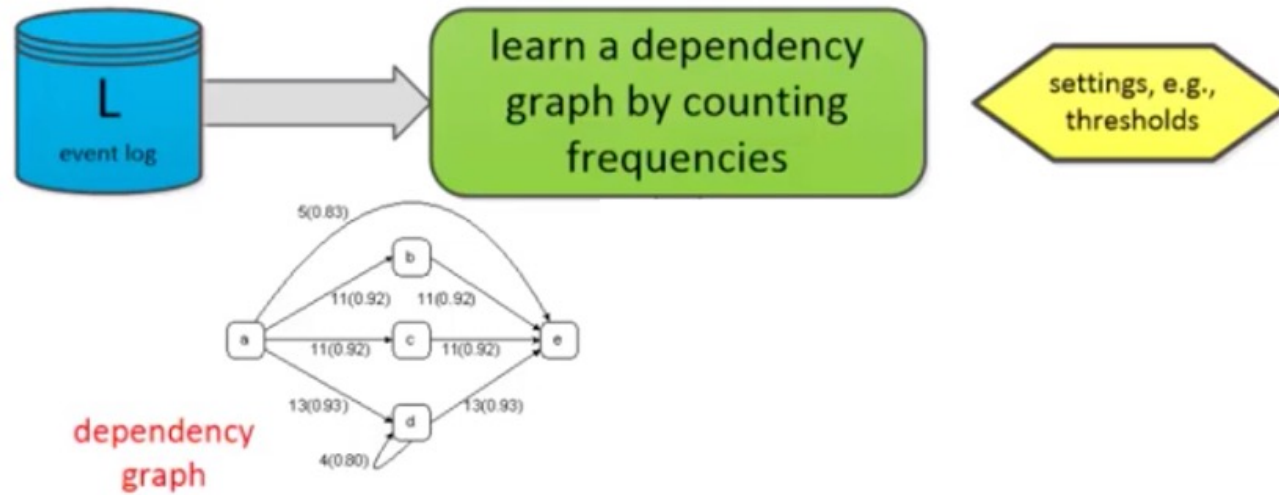 L
event log
learn a dependency
graph by counting
frequencies
settings, e.g.,
thresholds
5(0.83)
b
11(0.92) 11(0.92)
a
c
e
11(0.92) 11(0.92)
13(0.93) 13(0.93)
d
4(0.80)
dependency
graph